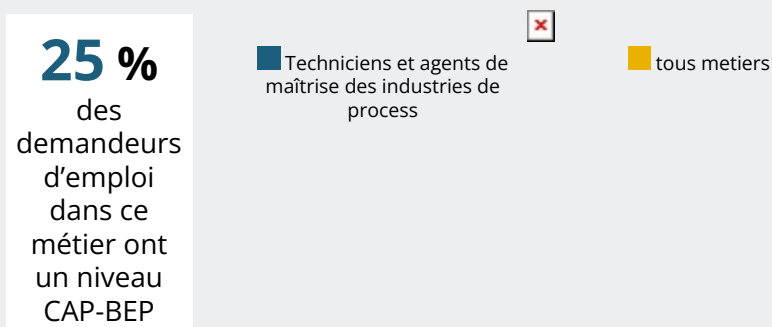 25 %
des
demandeurs
d'emploi
dans ce
métier ont
un niveau
CAP-BEP
Techniciens et agents de
maîtrise des industries de
process
tous metiers